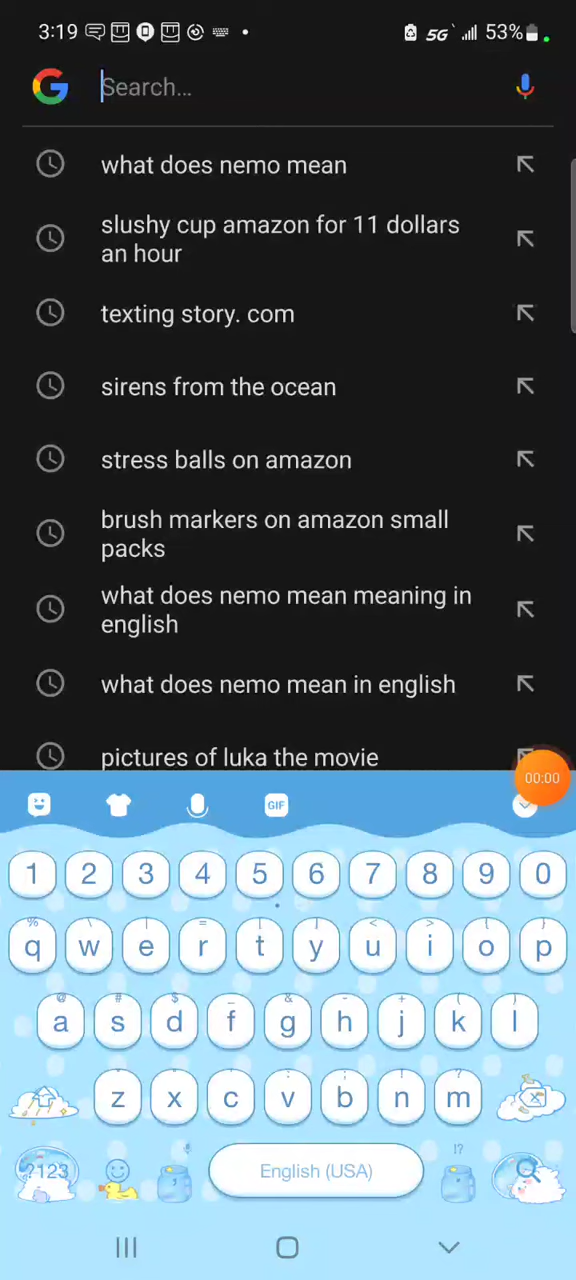 3:19
5G 53%
Search...
what does nemo mean
slushy cup amazon for 11 dollars
an hour
texting story. com
sirens from the ocean
stress balls on amazon
brush markers on amazon small
packs
what does nemo mean meaning in
english
what does nemo mean in english
pictures of luka the movie
00:00
GIF
1 2 3 4 5 6 7 8 9 0
% \ | = [ ] < > { }
q w e r t y u i o p
@ # $ _ & - + ( )
a s d f g h j k l
z x c v b n m
!?
?123 English (USA)